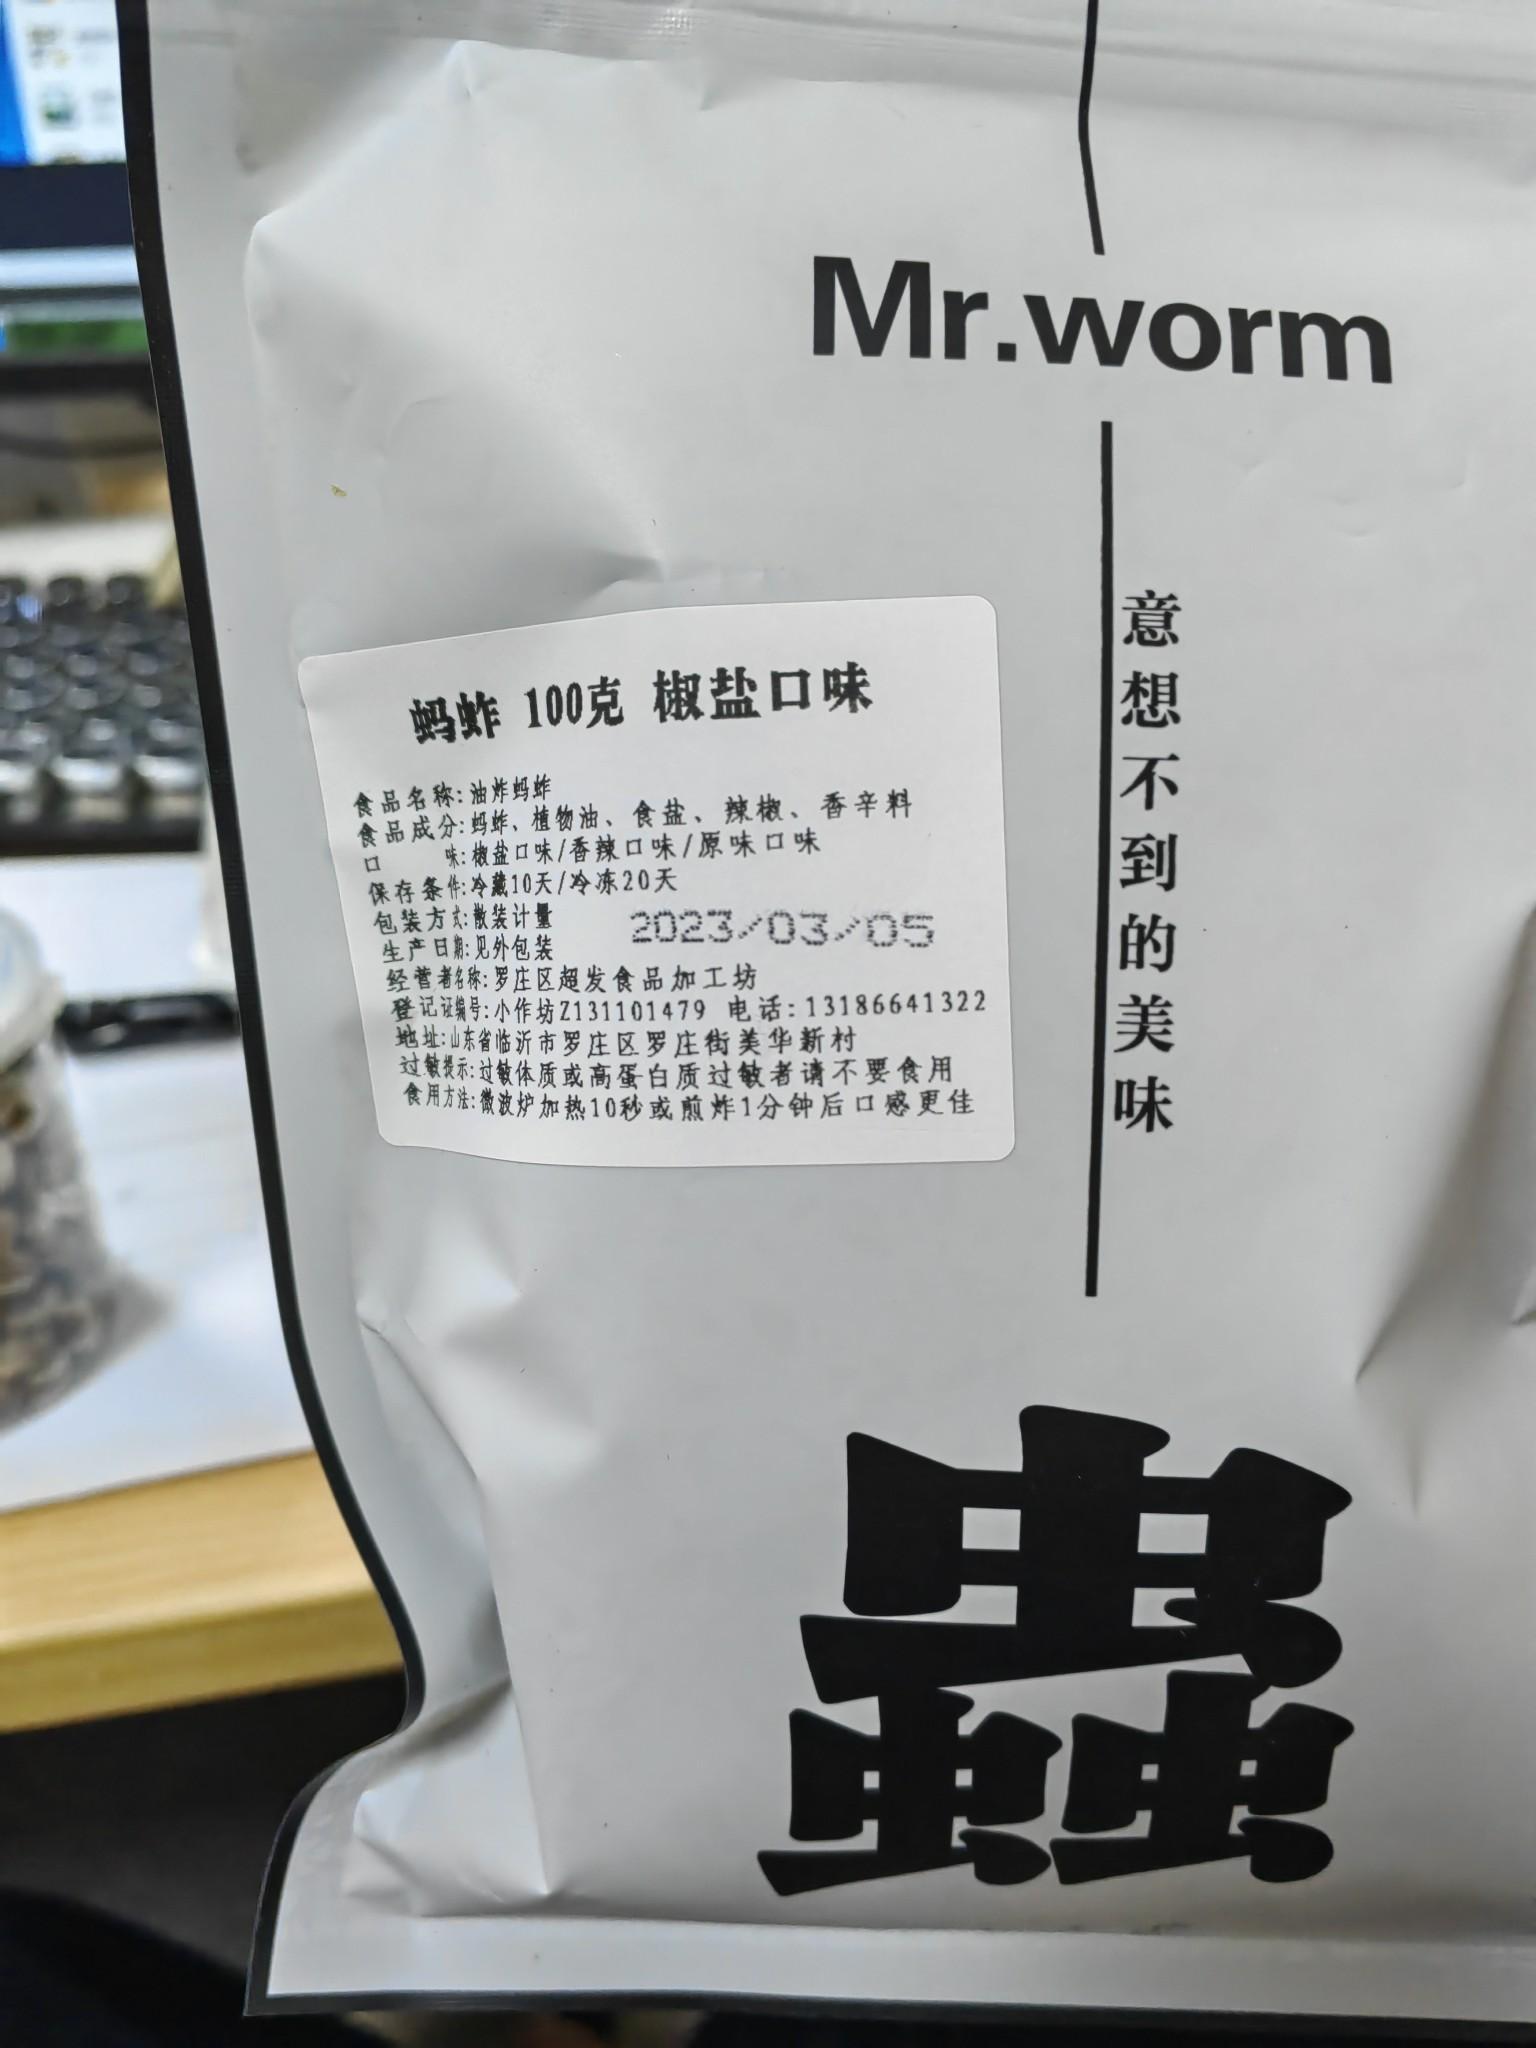 Mr.worm
意想不到的美味
蚂蚱 100克 椒盐口味
食品名称:油炸蚂蚱
食品成分:蚂蚱、植物油、食盐、辣椒、香辛料
口 味:椒盐口味/香辣口味/原味口味
保存条件:冷藏10天/冷冻20天
包装方式:散装计量
2023/03/05
生产日期:见外包装
经营者名称:罗庄区超发食品加工坊
登记证编号:小作坊Z131101479 电话:13186641322
地址:山东省临沂市罗庄区罗庄街美华新村
过敏提示:过敏体质或高蛋白质过敏者请不要食用
食用方法:微波炉加热10秒或煎炸1分钟后口感更佳
蟲